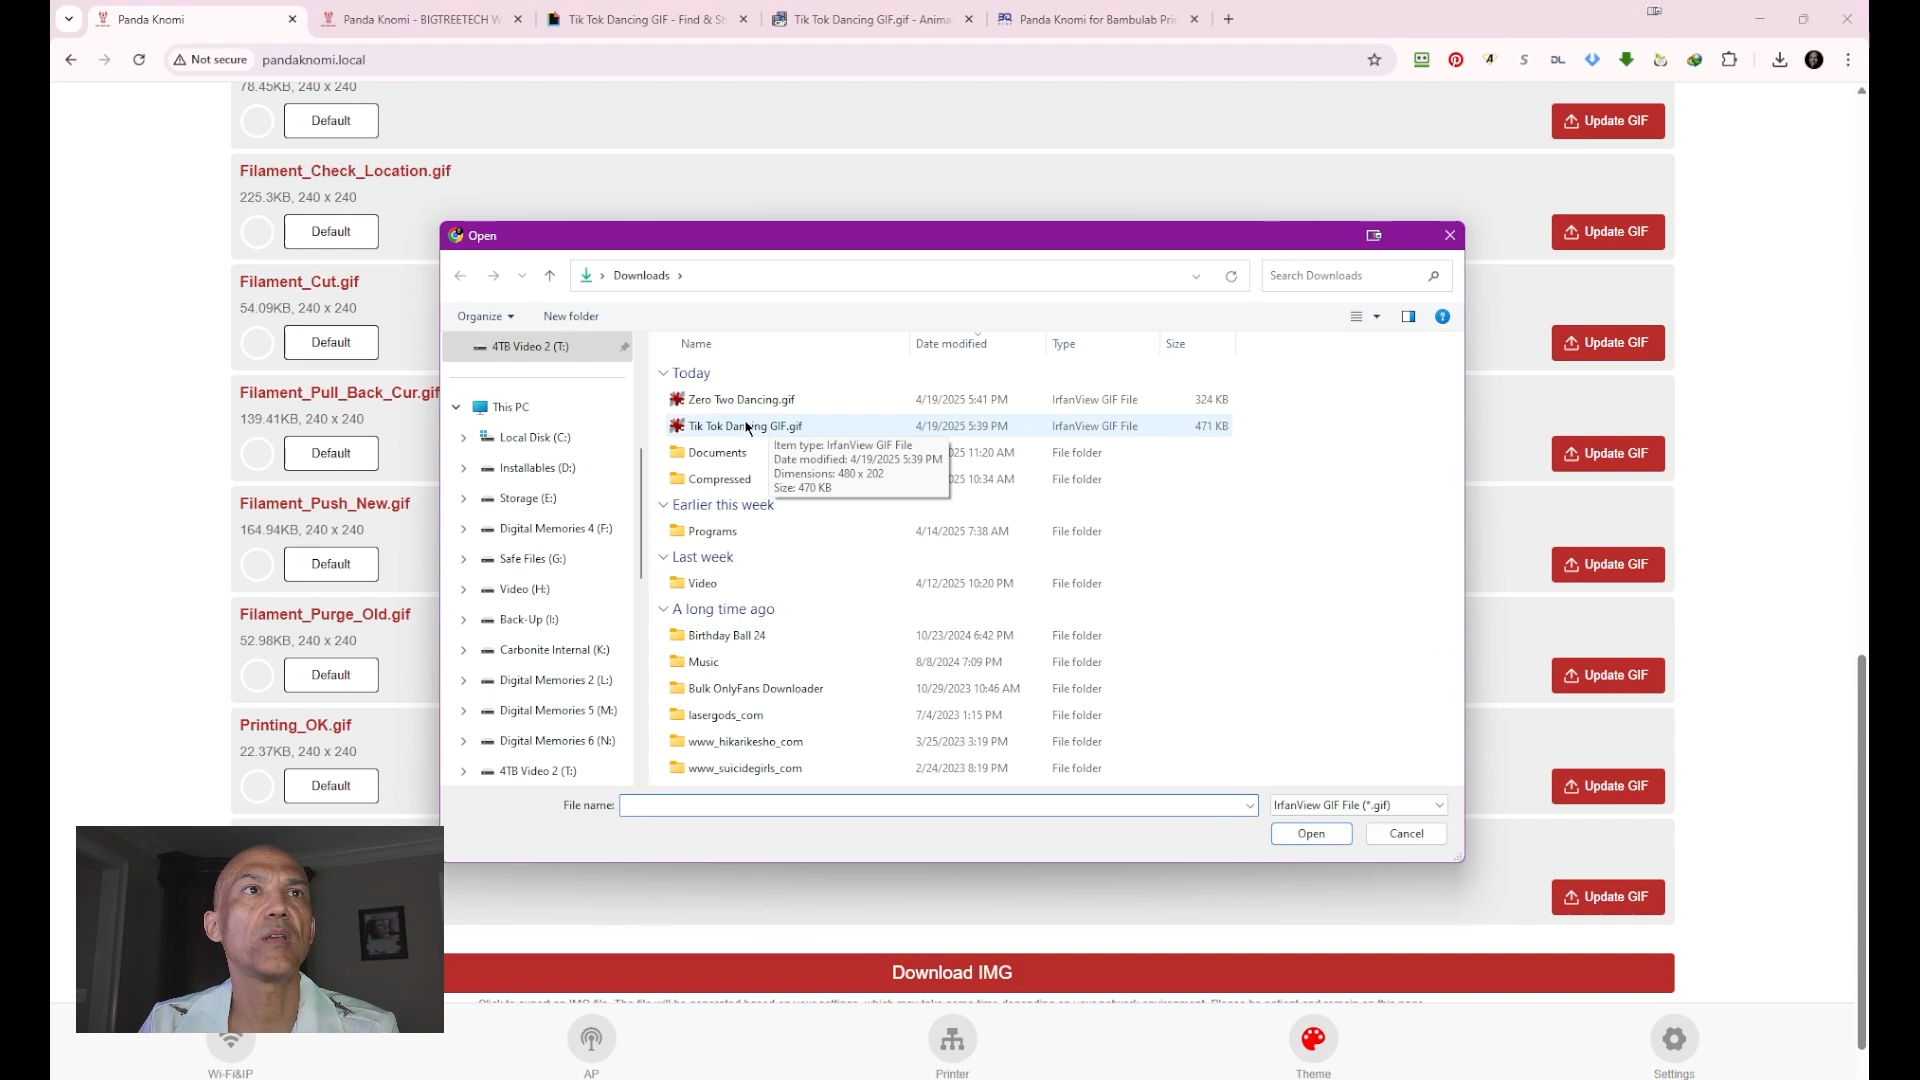 Panda Knomi
Panda Knomi - BIGTREETECH W
Tik Tok Dancing GIF - Find & Sh
Tik Tok Dancing GIF.gif - Anima
Panda Knomi for Bambulab Prin
Not secure
pandaknomi.local
78.45KB, 240 x 240
Default
Update GIF
Filament_Check_Location.gif
225.3KB, 240 x 240
Default
Update GIF
Filament_Cut.gif
54.09KB, 240 x 240
Default
Update GIF
Filament_Pull_Back_Cur.gif
139.41KB, 240 x 240
Default
Update GIF
Filament_Push_New.gif
164.94KB, 240 x 240
Default
Update GIF
Filament_Purge_Old.gif
52.98KB, 240 x 240
Default
Update GIF
Printing_OK.gif
22.37KB, 240 x 240
Default
Update GIF
Update GIF
Open
Downloads
Search Downloads
Organize
New folder
4TB Video 2 (T:)
This PC
Local Disk (C:)
Installables (D:)
Storage (E:)
Digital Memories 4 (F:)
Safe Files (G:)
Video (H:)
Back-Up (I:)
Carbonite Internal (K:)
Digital Memories 2 (L:)
Digital Memories 5 (M:)
Digital Memories 6 (N:)
4TB Video 2 (T:)
Name Date modified Type Size
Today
Zero Two Dancing.gif 4/19/2025 5:41 PM IrfanView GIF File 324 KB
Tik Tok Dancing GIF.gif 4/19/2025 5:39 PM IrfanView GIF File 471 KB
Item type: IrfanView GIF File
Date modified: 4/19/2025 5:39 PM
Dimensions: 480 x 202
Size: 470 KB
Documents 025 11:20 AM File folder
Compressed 025 10:34 AM File folder
Earlier this week
Programs 4/14/2025 7:38 AM File folder
Last week
Video 4/12/2025 10:20 PM File folder
A long time ago
Birthday Ball 24 10/23/2024 6:42 PM File folder
Music 8/8/2024 7:09 PM File folder
Bulk OnlyFans Downloader 10/29/2023 10:46 AM File folder
lasergods_com 7/4/2023 1:15 PM File folder
www_hikarikesho_com 3/25/2023 3:19 PM File folder
www_suicidegirls_com 2/24/2023 8:19 PM File folder
File name:
IrfanView GIF File (*.gif)
Open
Cancel
Download IMG
Wi-Fi&IP
AP
Printer
Theme
Settings